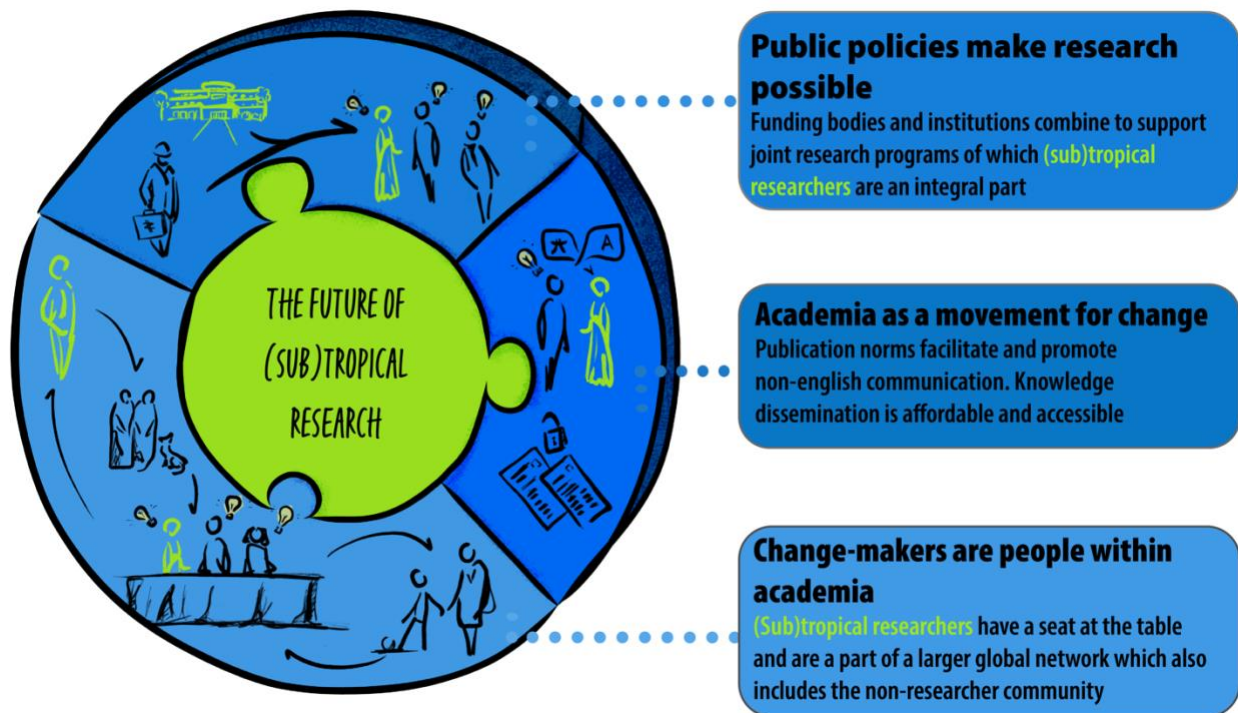 THE FUTURE OF
(SUB)TROPICAL
RESEARCH
A
Public policies make research
possible
Funding bodies and institutions combine to support
joint research programs of which (sub)tropical
researchers are an integral part
Academia as a movement for change
Publication norms facilitate and promote
non-english communication. Knowledge
dissemination is affordable and accessible
Change-makers are people within
academia
(Sub)tropical researchers have a seat at the table
and are a part of a larger global network which also
includes the non-researcher community